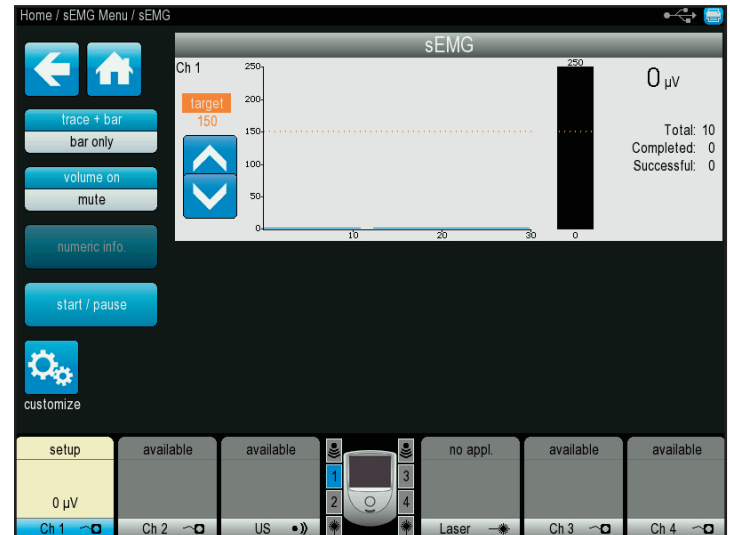 Home / sEMG Menu / sEMG
sEMG
Ch 1
target
150
250
200
150
100
50
0
10
20
30
250
0
0 µV
Total: 10
Completed: 0
Successful: 0
trace + bar
bar only
volume on
mute
numeric info.
start / pause
customize
setup
0 µV
Ch 1
available
Ch 2
available
US
1
2
3
4
no appl.
Laser
available
Ch 3
available
Ch 4